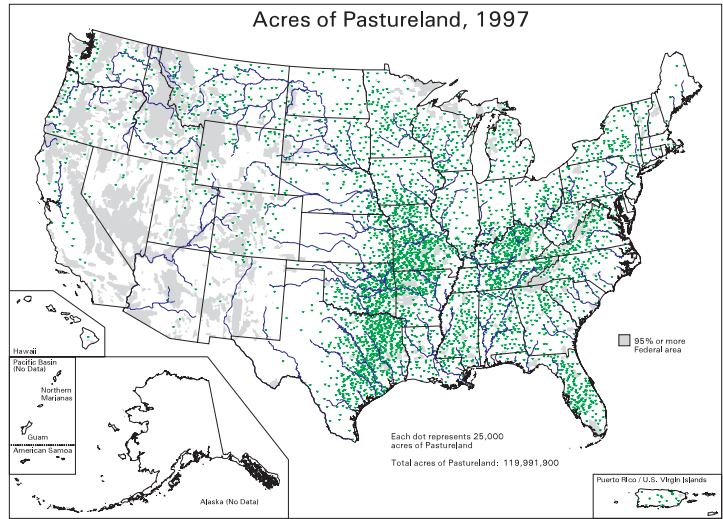 Acres of Pastureland, 1997
95% or more
Federal area
Hawaii
Pacific Basin
(No Data)
Northern
Marianas
Guam
American Samoa
Alaska (No Data)
Each dot represents 25,000
acres of Pastureland
Total acres of Pastureland: 119,991,900
Puerto Rico / U.S. Virgin Islands